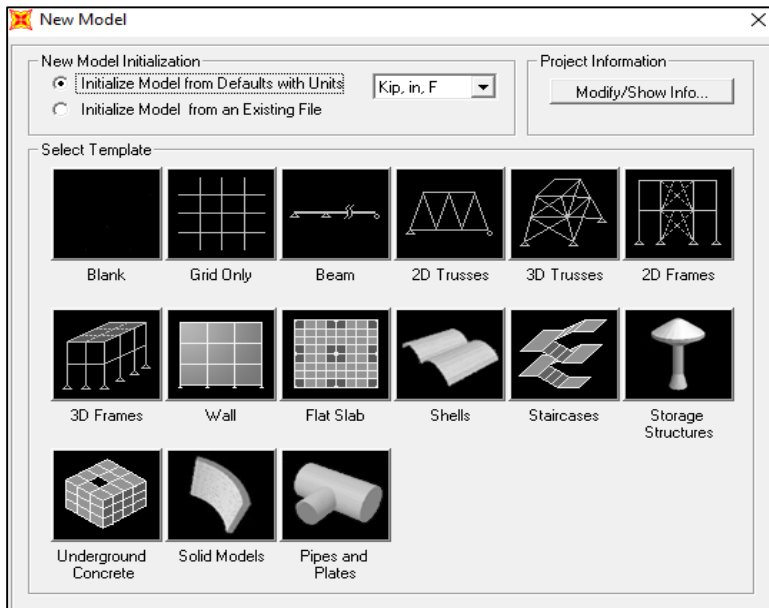 New Model
New Model Initialization
Initialize Model from Defaults with Units
Kip, in, F
Initialize Model from an Existing File
Project Information
Modify/Show Info...
Select Template
Blank
Grid Only
Beam
2D Trusses
3D Trusses
2D Frames
3D Frames
Wall
Flat Slab
Shells
Staircases
Storage
Structures
Underground
Concrete
Solid Models
Pipes and
Plates